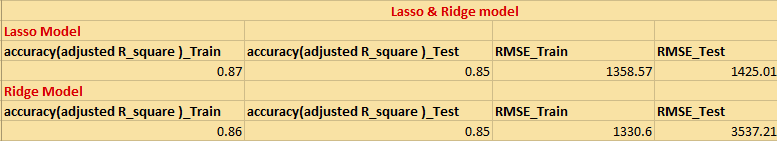 Lasso & Ridge model
Lasso Model
accuracy(adjusted R_square )_Train accuracy(adjusted R_square )_Test RMSE_Train RMSE_Test
0.87 0.85 1358.57 1425.01
Ridge Model
accuracy(adjusted R_square )_Train accuracy(adjusted R_square )_Test RMSE_Train RMSE_Test
0.86 0.85 1330.6 3537.21